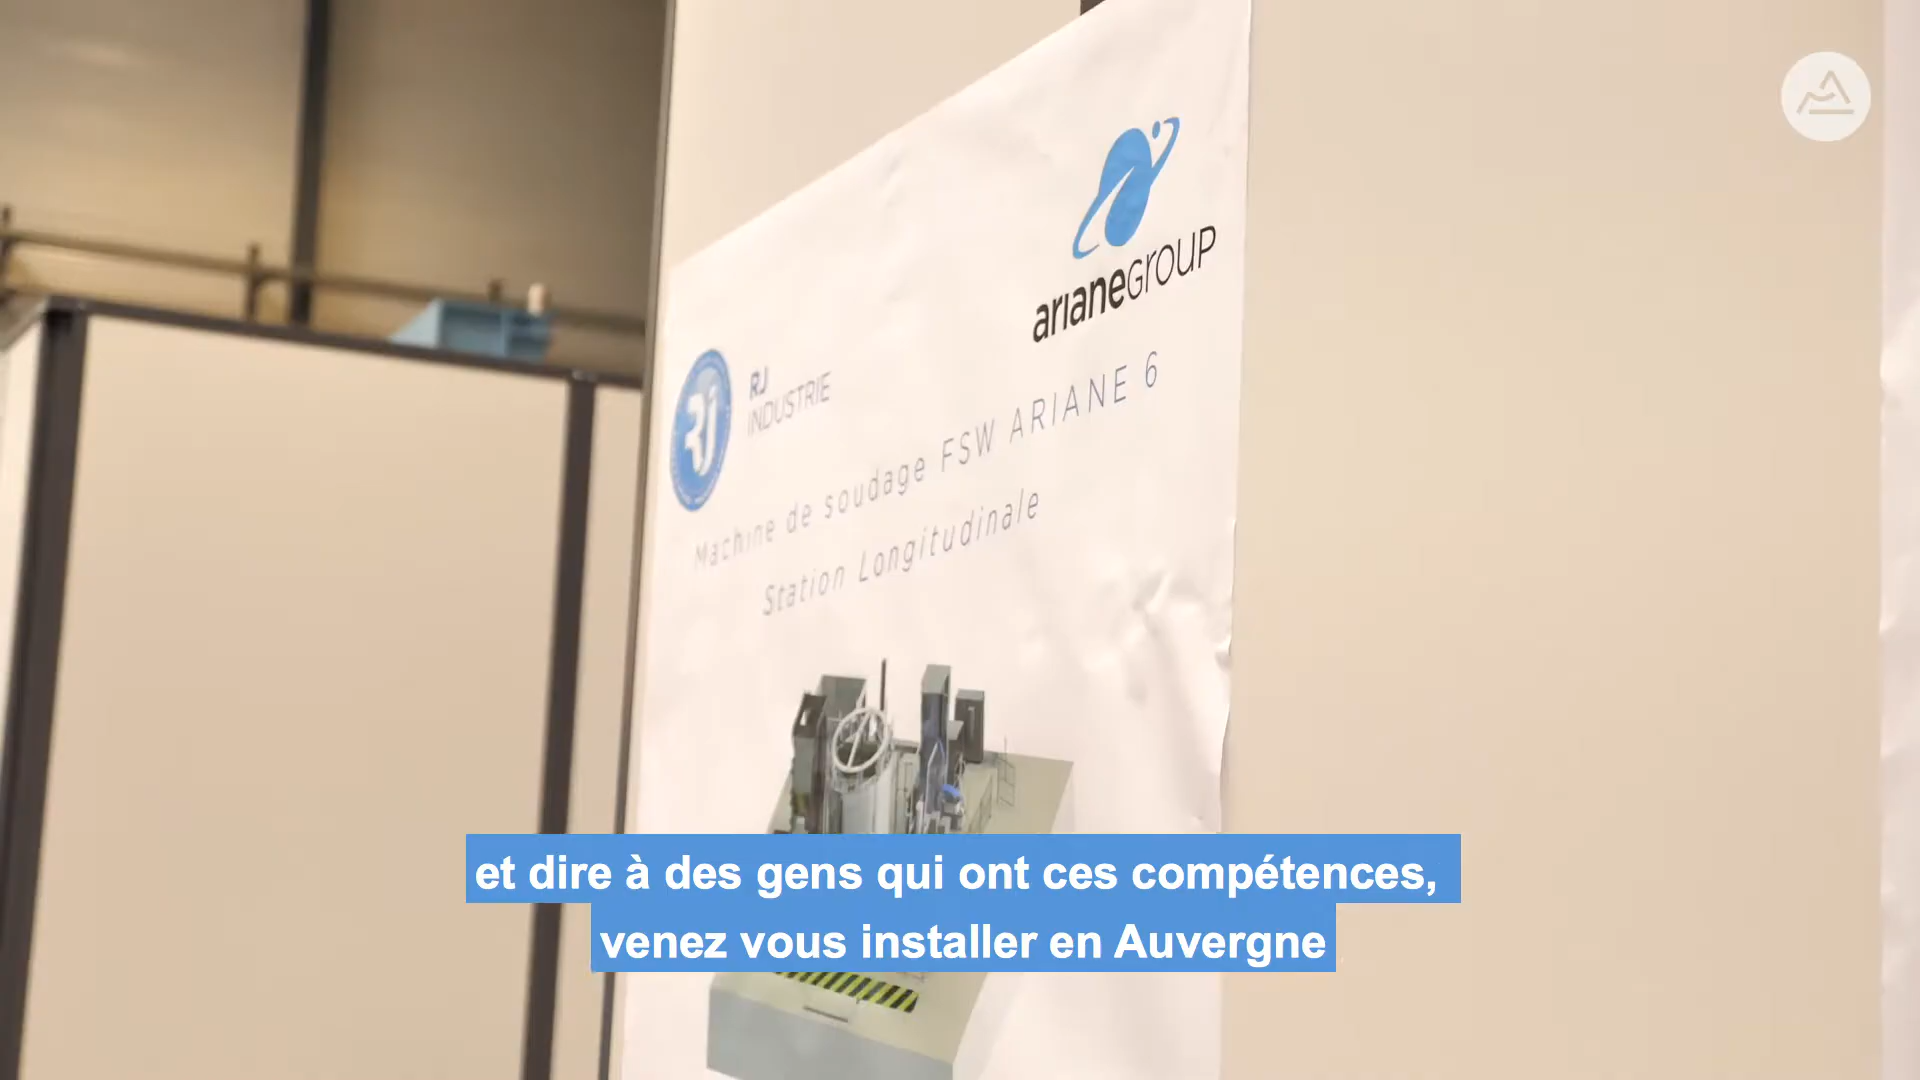 arianeGROUP
RJ
RJ
INDUSTRIE
Machine de soudage FSW ARIANE 6
Station Longitudinale
et dire à des gens qui ont ces compétences,
venez vous installer en Auvergne